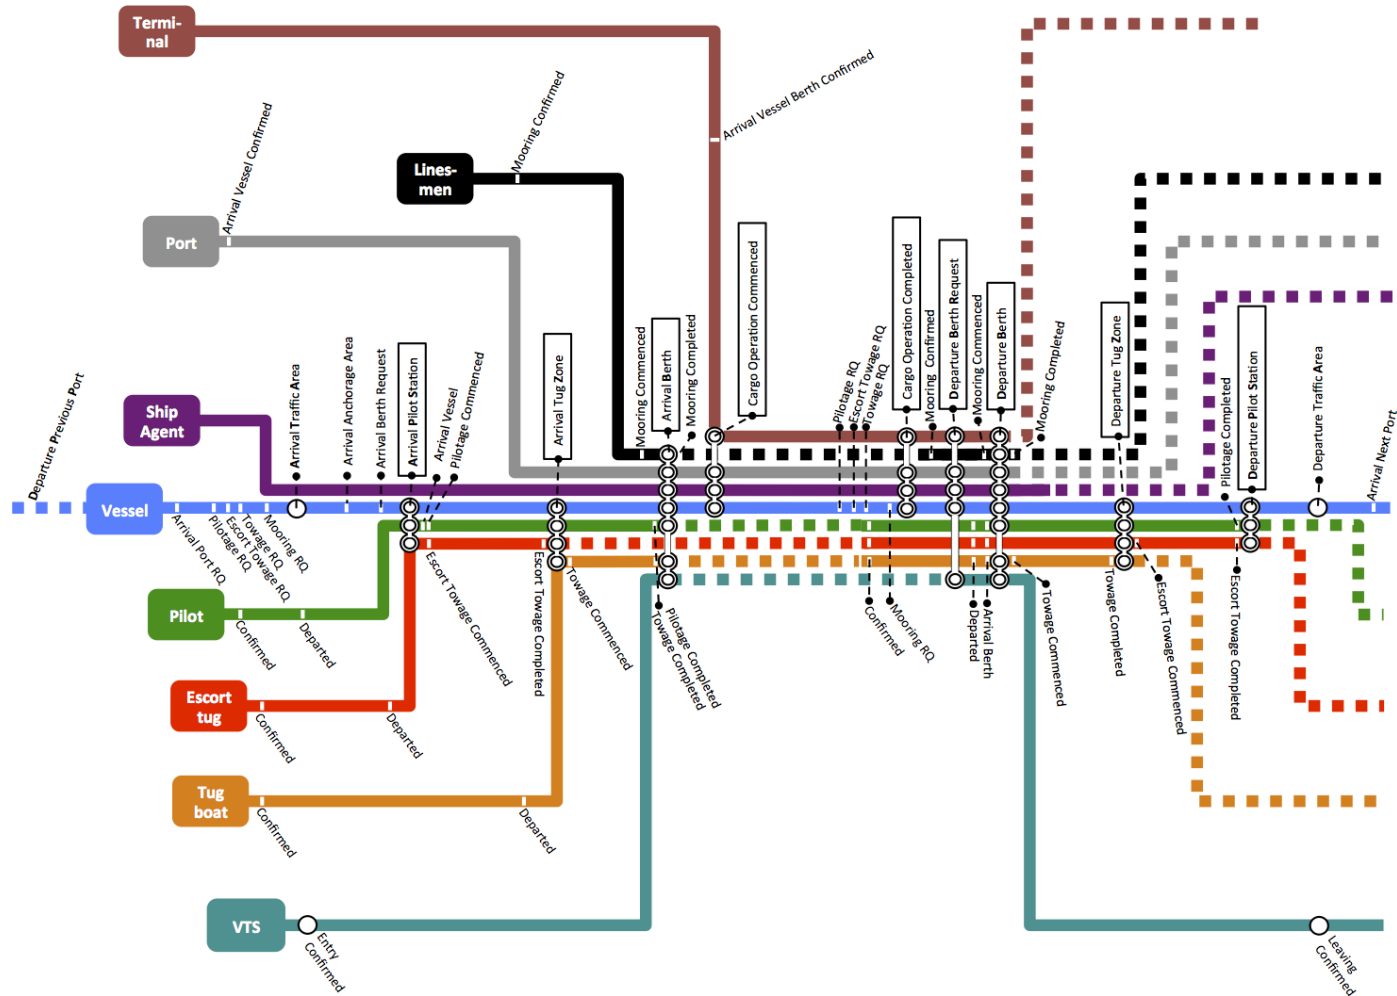 Termi-
nal
Arrival Vessel Berth Confirmed
Mooring Confirmed
Lines-
men
Arrival Vessel Confirmed
Port
Cargo Operation Commenced
Cargo Operation Completed
Departure Berth Request
Departure Berth
Mooring Confirmed
Mooring Commenced
Mooring Completed
Departure Tug Zone
Departure Pilot Station
Pilotage Completed
Departure Traffic Area
Arrival Next Port
Pilotage RQ
Escort Towage RQ
Towage RQ
Mooring Commenced
Arrival Berth
Mooring Completed
Arrival Tug Zone
Arrival Pilot Station
Arrival Vessel
Pilotage Commenced
Arrival Berth Request
Arrival Anchorage Area
Arrival Traffic Area
Departure Previous Port
Ship
Agent
Vessel
Arrival Port RQ
Pilotage RQ
Escort Towage RQ
Towage RQ
Mooring RQ
Escort Towage Commenced
Escort Towage Completed
Towage Commenced
Pilotage Completed
Towage Completed
Confirmed
Mooring RQ
Departed
Arrival Berth
Towage Commenced
Towage Completed
Escort Towage Commenced
Escort Towage Completed
Pilot
Confirmed
Departed
Escort
tug
Confirmed
Departed
Tug
boat
Confirmed
Departed
VTS
Entry
Confirmed
Leaving
Confirmed